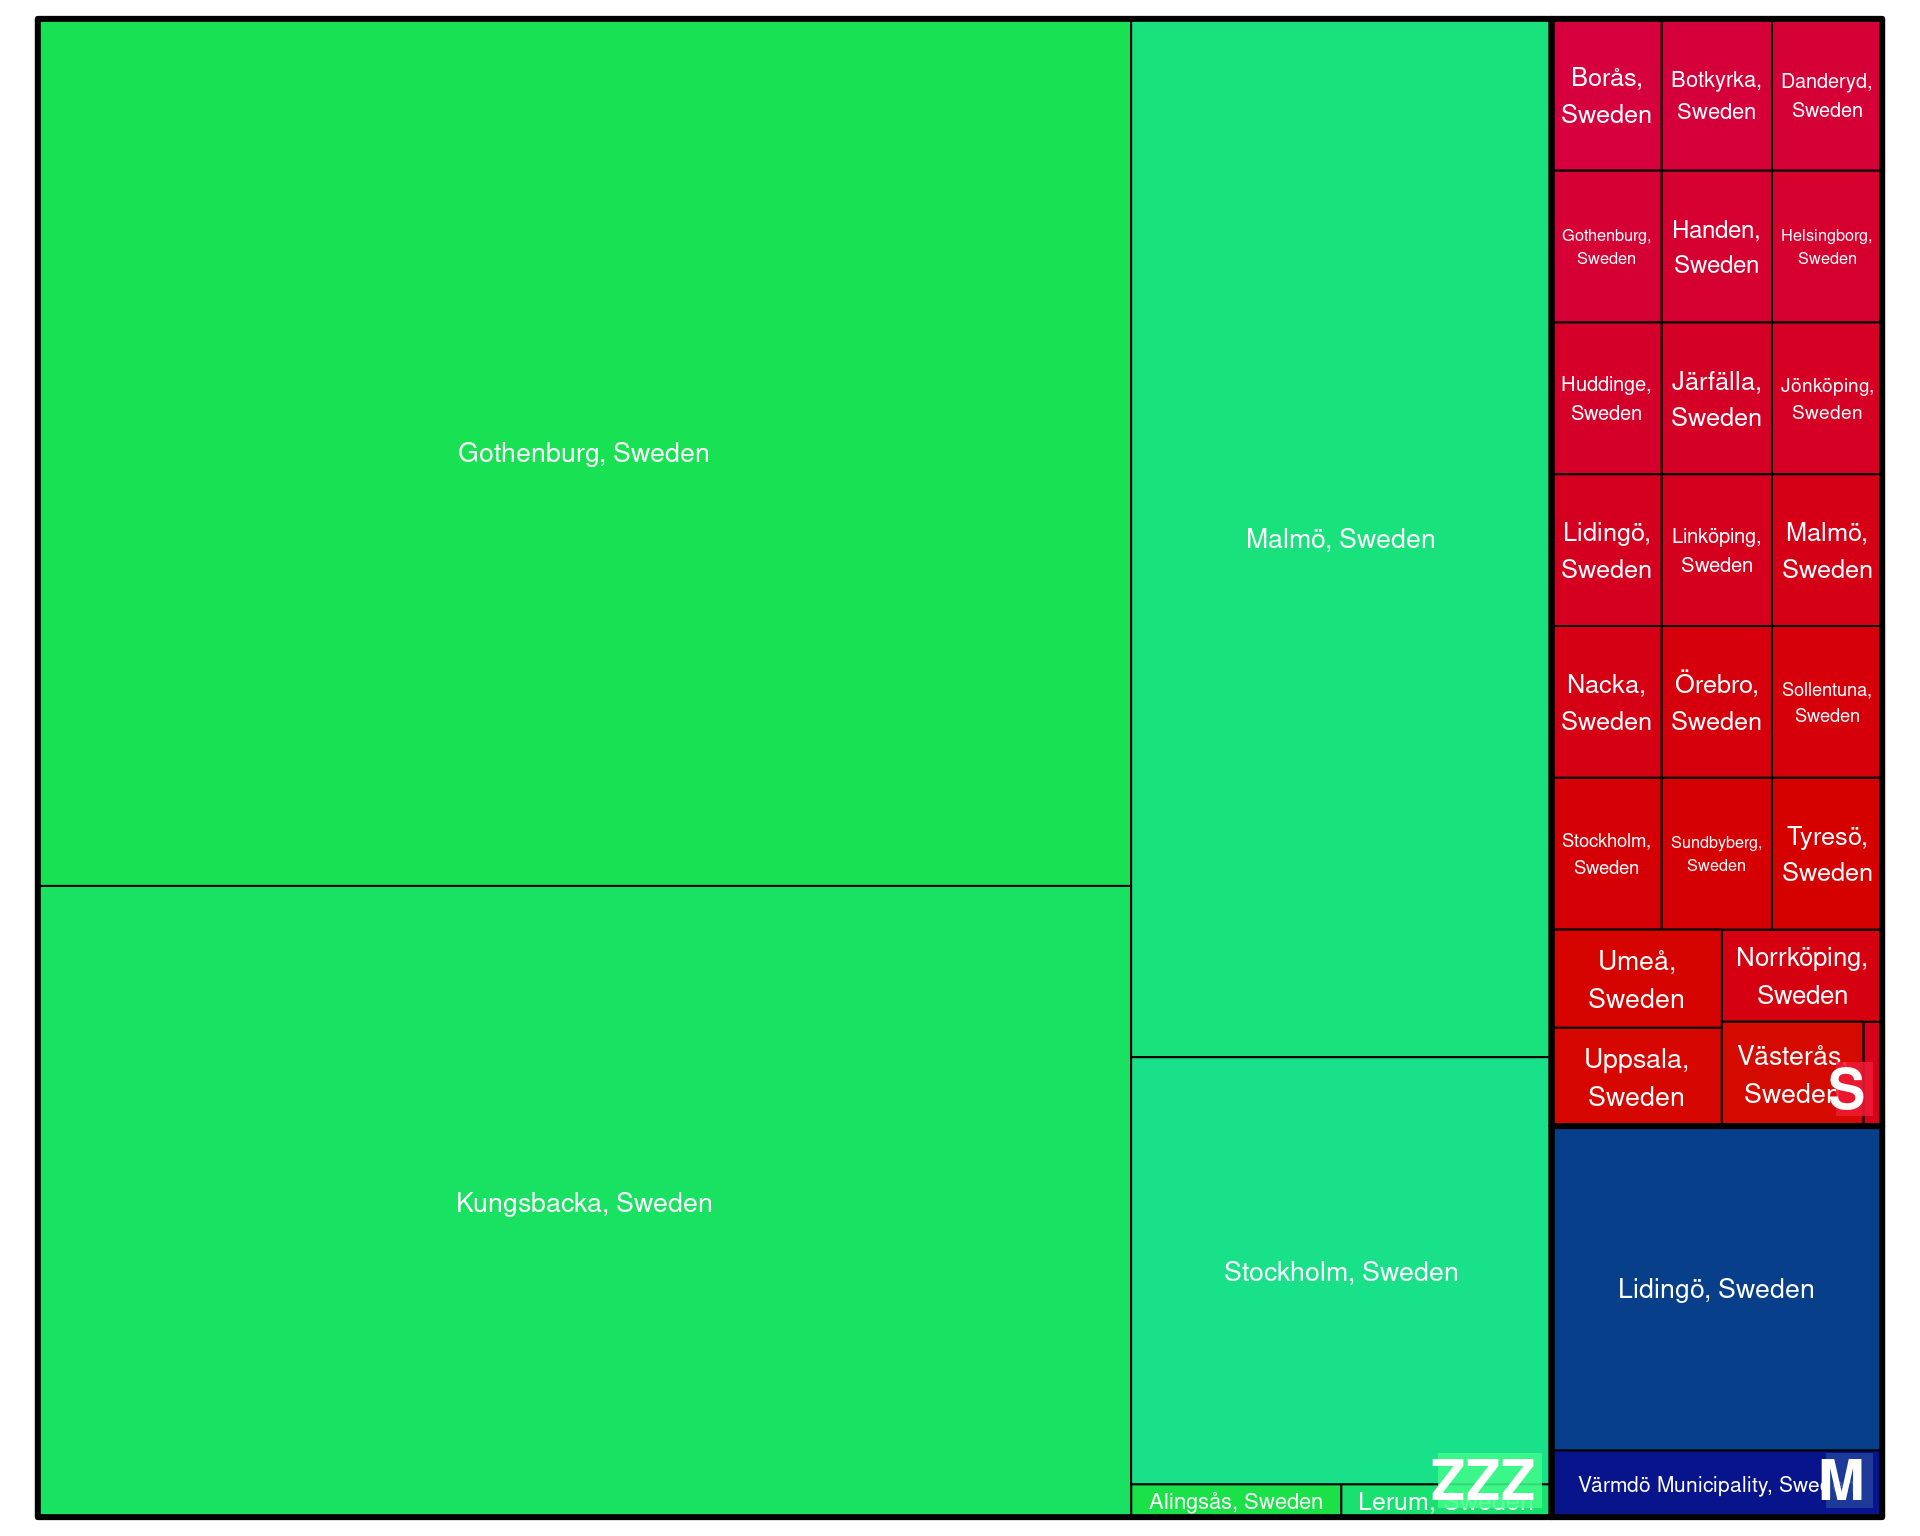 Gothenburg, Sweden
Kungsbacka, Sweden
Malmö, Sweden
Stockholm, Sweden
Alingsås, Sweden
Lerum, Sweden
ZZZ
Borås,
Sweden
Botkyrka,
Sweden
Danderyd,
Sweden
Gothenburg,
Sweden
Handen,
Sweden
Helsingborg,
Sweden
Huddinge,
Sweden
Järfälla,
Sweden
Jönköping,
Sweden
Lidingö,
Sweden
Linköping,
Sweden
Malmö,
Sweden
Nacka,
Sweden
Örebro,
Sweden
Sollentuna,
Sweden
Stockholm,
Sweden
Sundbyberg,
Sweden
Tyresö,
Sweden
Umeå,
Sweden
Norrköping,
Sweden
Uppsala,
Sweden
Västerås,
Sweden
S
Lidingö, Sweden
Värmdö Municipality, Swe
M